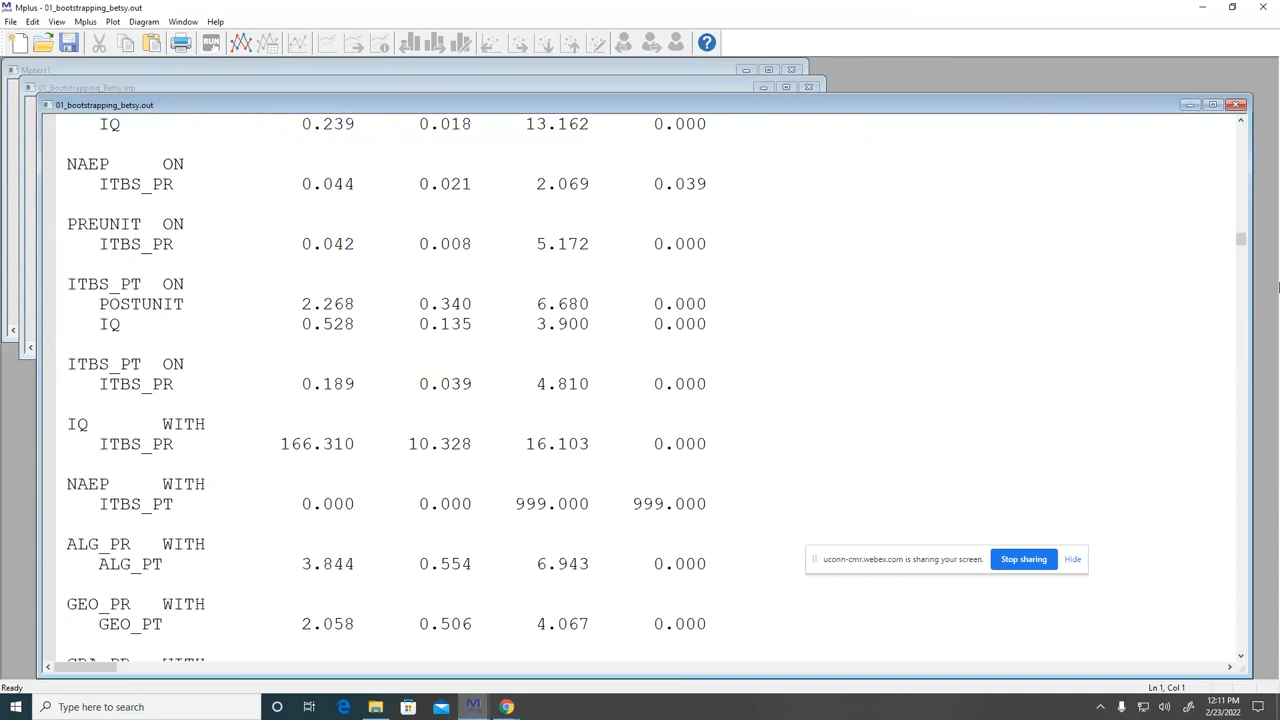 Mplus - 01_bootstrapping_betsy.out
File Edit View Mplus Plot Diagram Window Help
RUN
Mptext1
01_Bootstrapping_Betsy.inp
01_bootstrapping_betsy.out
IQ 0.239 0.018 13.162 0.000
NAEP ON
ITBS_PR 0.044 0.021 2.069 0.039
PREUNIT ON
ITBS_PR 0.042 0.008 5.172 0.000
ITBS_PT ON
POSTUNIT 2.268 0.340 6.680 0.000
IQ 0.528 0.135 3.900 0.000
ITBS_PT ON
ITBS_PR 0.189 0.039 4.810 0.000
IQ WITH
ITBS_PR 166.310 10.328 16.103 0.000
NAEP WITH
ITBS_PT 0.000 0.000 999.000 999.000
ALG_PR WITH
ALG_PT 3.844 0.554 6.943 0.000
uconn-cmr.webex.com is sharing your screen. Stop sharing Hide
GEO_PR WITH
GEO_PT 2.058 0.506 4.067 0.000
WITH
Ready Ln 1, Col 1
Type here to search
12:11 PM
2/23/2022